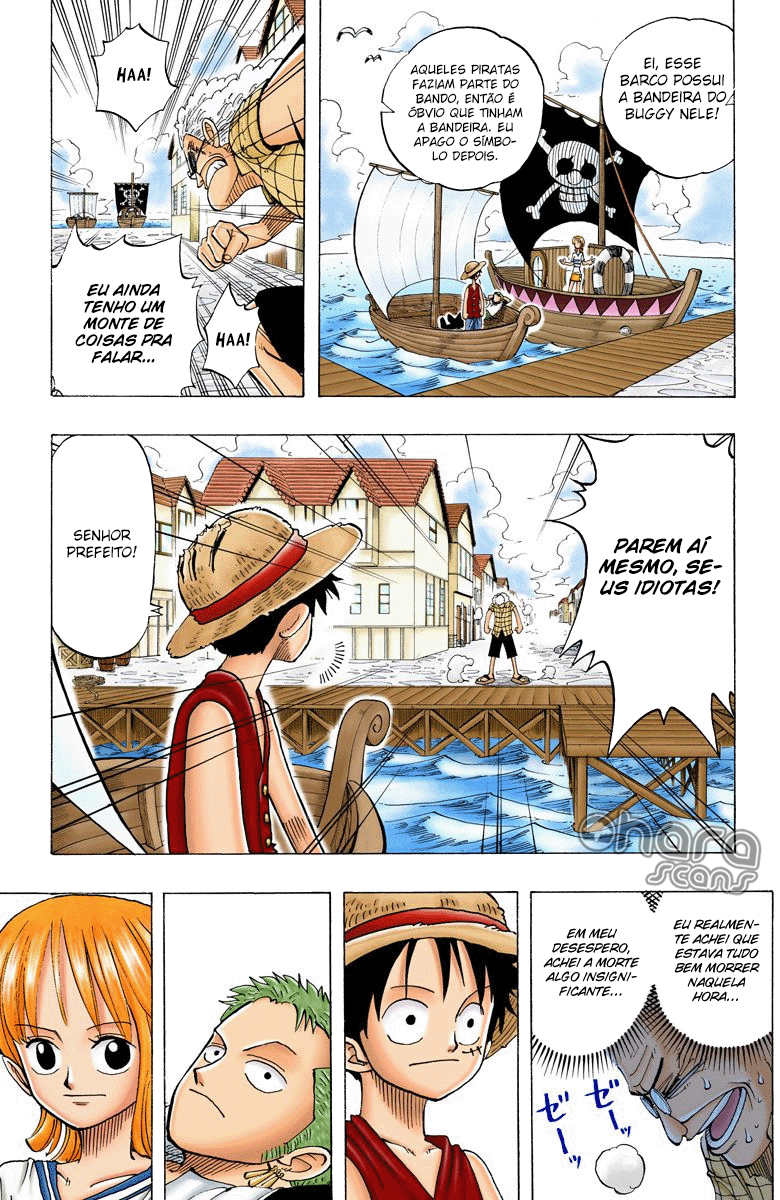 EI, ESSE
BARCO POSSUI
A BANDEIRA DO
BUGGY NELE!
AQUELES PIRATAS
FAZIAM PARTE DO
BANDO, ENTÃO É
ÓBVIO QUE TINHAM
A BANDEIRA. EU
APAGO O SÍMBO-
LO DEPOIS.
HAA!
HAA!
EU AINDA
TENHO UM
MONTE DE
COISAS PRA
FALAR...
PAREM AÍ
MESMO, SE-
US IDIOTAS!
SENHOR
PREFEITO!
EU REALMEN-
TE ACHEI QUE
ESTAVA TUDO
BEM MORRER
NAQUELA
HORA...
EM MEU
DESESPERO,
ACHEI A MORTE
ALGO INSIGNI-
FICANTE...
ゼー
ゼー
Ohara
scans